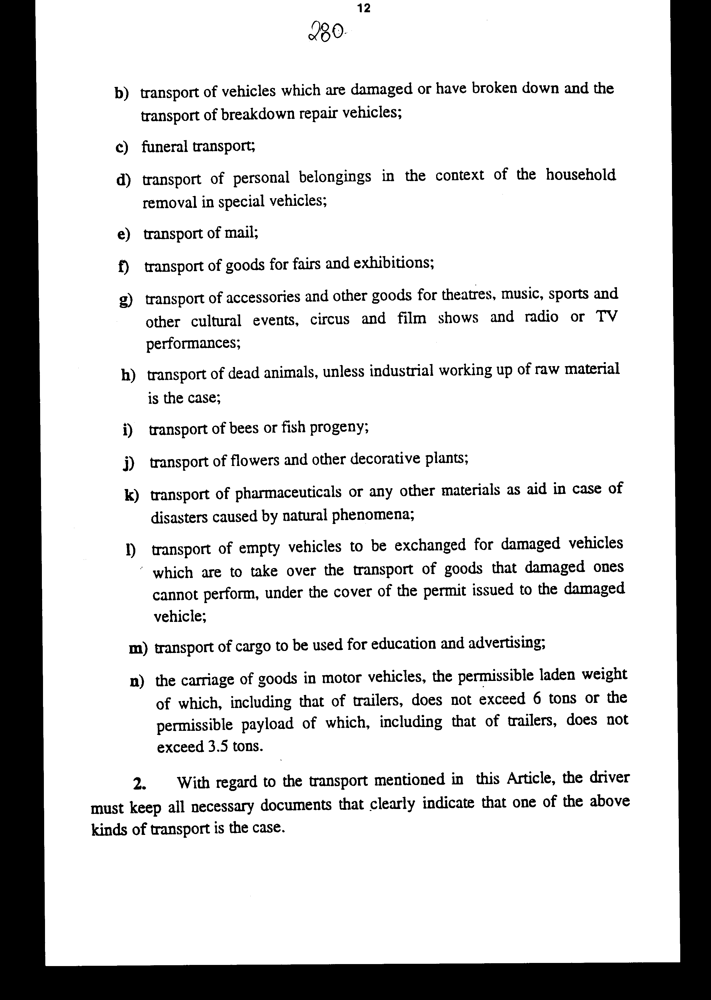 12
280
b) transport of vehicles which are damaged or have broken down and the
transport of breakdown repair vehicles;
c) funeral transport;
d) transport of personal belongings in the context of the household
removal in special vehicles;
e) transport of mail;
f) transport of goods for fairs and exhibitions;
g) transport of accessories and other goods for theatres, music, sports and
other cultural events, circus and film shows and radio or TV
performances;
h) transport of dead animals, unless industrial working up of raw material
is the case;
i) transport of bees or fish progeny;
j) transport of flowers and other decorative plants;
k) transport of pharmaceuticals or any other materials as aid in case of
disasters caused by natural phenomena;
l) transport of empty vehicles to be exchanged for damaged vehicles
which are to take over the transport of goods that damaged ones
cannot perform, under the cover of the permit issued to the damaged
vehicle;
m) transport of cargo to be used for education and advertising;
n) the carriage of goods in motor vehicles, the permissible laden weight
of which, including that of trailers, does not exceed 6 tons or the
permissible payload of which, including that of trailers, does not
exceed 3.5 tons.
2. With regard to the transport mentioned in this Article, the driver
must keep all necessary documents that clearly indicate that one of the above
kinds of transport is the case.